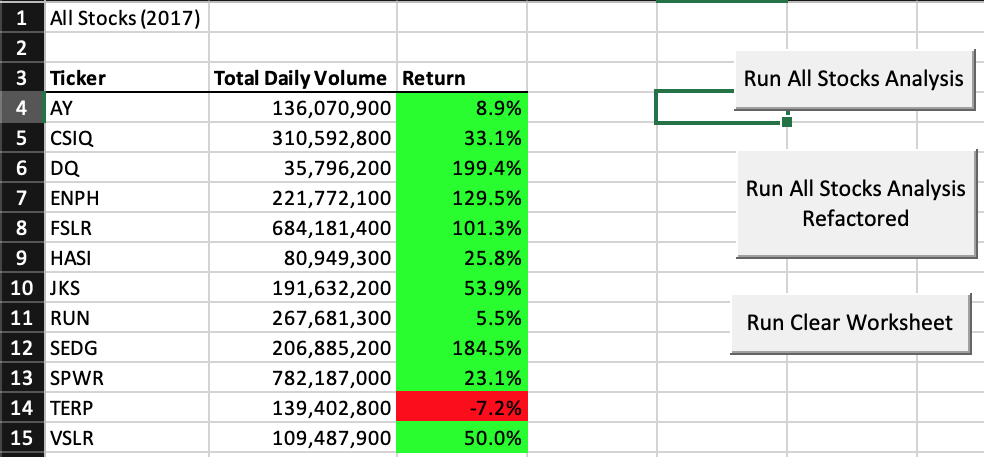 1 All Stocks (2017)
2
3 Ticker Total Daily Volume Return
Run All Stocks Analysis
4 AY 136,070,900 8.9%
5 CSIQ 310,592,800 33.1%
6 DQ 35,796,200 199.4%
7 ENPH 221,772,100 129.5%
Run All Stocks Analysis
Refactored
8 FSLR 684,181,400 101.3%
9 HASI 80,949,300 25.8%
10 JKS 191,632,200 53.9%
11 RUN 267,681,300 5.5%
Run Clear Worksheet
12 SEDG 206,885,200 184.5%
13 SPWR 782,187,000 23.1%
14 TERP 139,402,800 -7.2%
15 VSLR 109,487,900 50.0%